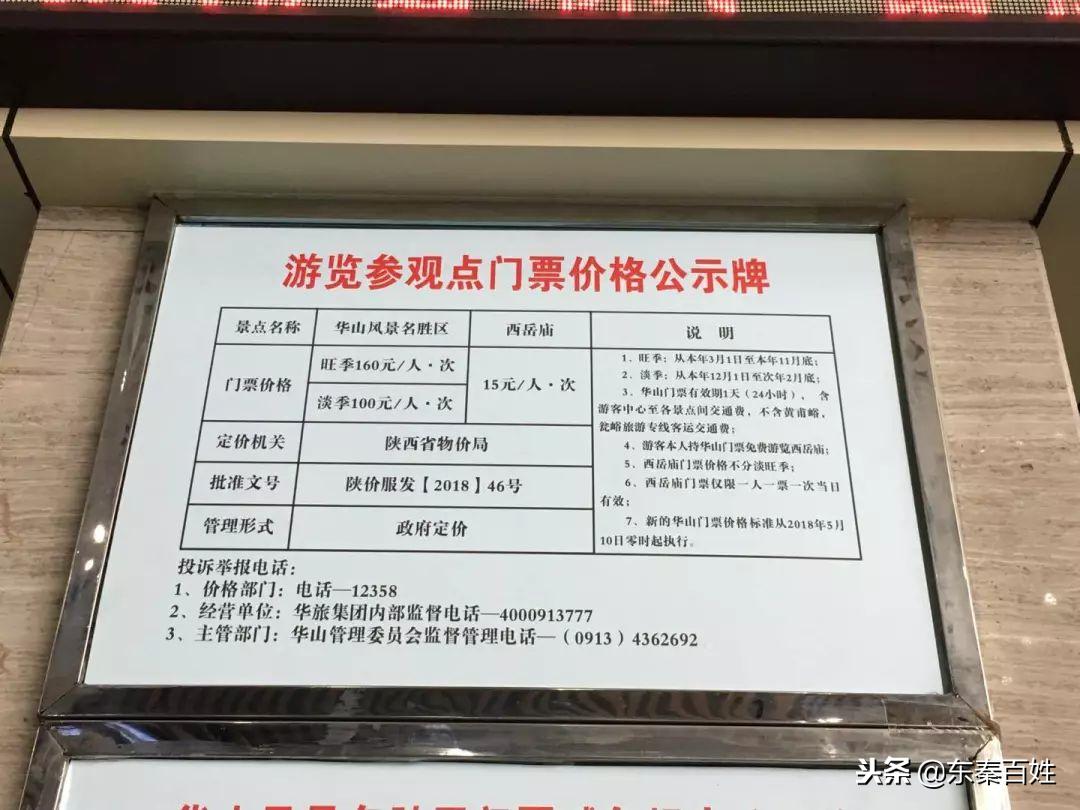 游览参观点门票价格公示牌
景点名称 华山风景名胜区 西岳庙 说 明
门票价格 旺季160元/人·次 15元/人·次
淡季100元/人·次
定价机关 陕西省物价局
批准文号 陕价服发【2018】46号
管理形式 政府定价
1、旺季：从本年3月1日至本年11月底；
2、淡季：从本年12月1日至次年2月底；
3、华山门票有效期1天（24小时），含
游客中心至各景点间交通费，不含黄甫峪，
瓮峪旅游专线客运交通费；
4、游客本人持华山门票免费游览西岳庙；
5、西岳庙门票价格不分淡旺季；
6、西岳庙门票仅限一人一票一次当日
有效；
7、新的华山门票价格标准从2018年5月
10日零时起执行。
投诉举报电话：
1、价格部门：电话—12358
2、经营单位：华旅集团内部监督电话—4000913777
3、主管部门：华山管理委员会监督管理电话—（0913）4362692
头条 @东秦百姓